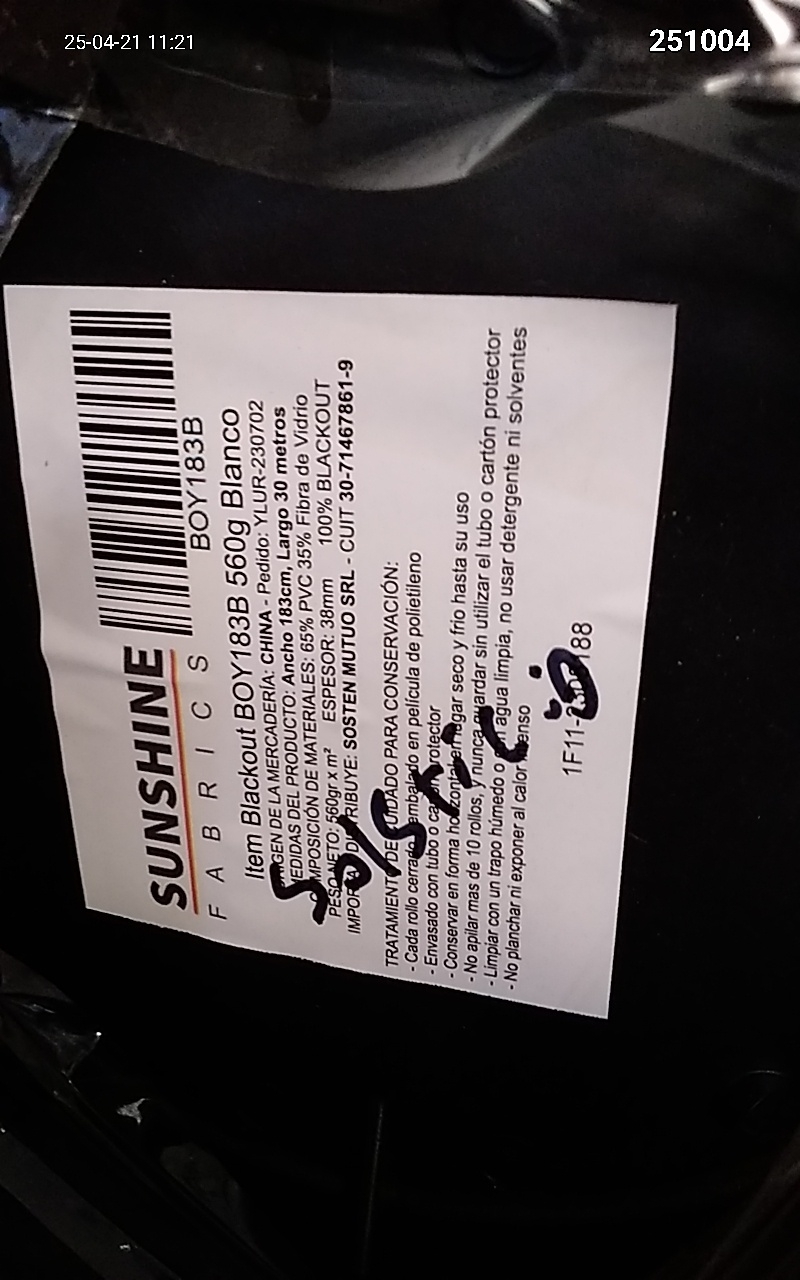 25-04-21 11:21
251004
SUNSHINE
FABRICS
BOY183B
Item Blackout BOY183B 560g Blanco
ORIGEN DE LA MERCADERÍA: CHINA - Pedido: YLUR-230702
MEDIDAS DEL PRODUCTO: Ancho 183cm, Largo 30 metros
COMPOSICIÓN DE MATERIALES: 65% PVC 35% Fibra de Vidrio
PESO NETO: 560gr x m² ESPESOR: 38mm 100% BLACKOUT
IMPORTA DISTRIBUYE: SOSTEN MUTUO SRL - CUIT 30-71467861-9
TRATAMIENTO DE CUIDADO PARA CONSERVACIÓN:
- Cada rollo cerrado embalado en película de polietileno
- Envasado con tubo o cartón protector
- Conservar en forma horizontal en lugar seco y frío hasta su uso
- No apilar mas de 10 rollos, y nunca guardar sin utilizar el tubo o cartón protector
- Limpiar con un trapo húmedo o agua limpia, no usar detergente ni solventes
- No planchar ni exponer al calor intenso